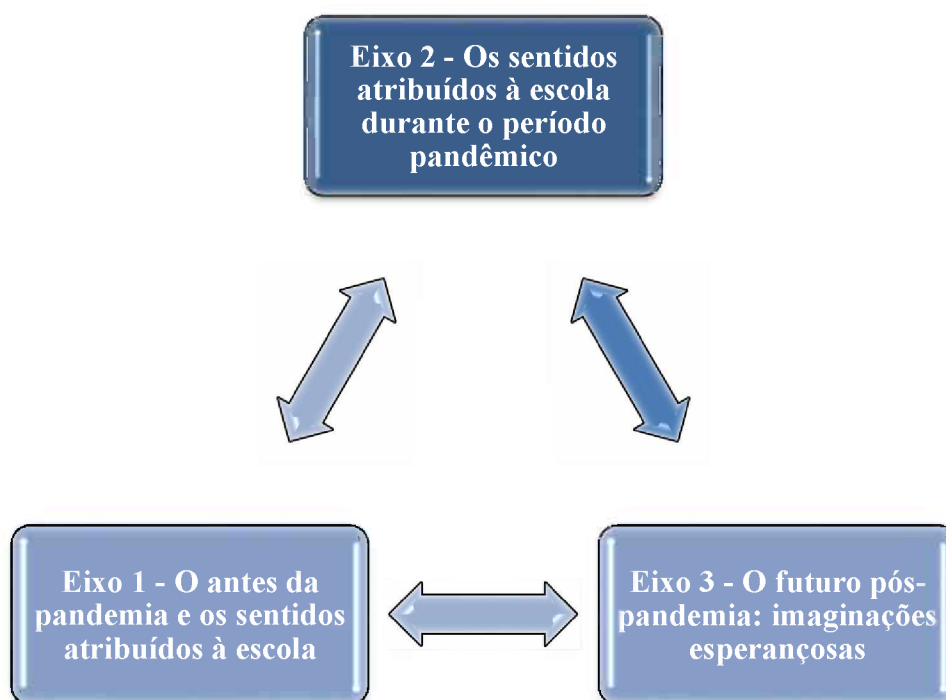 Eixo 2 - Os sentidos
atribuídos à escola
durante o período
pandêmico
Eixo 1 - O antes da
pandemia e os sentidos
atribuídos à escola
Eixo 3 - O futuro pós-
pandemia: imaginações
esperançosas